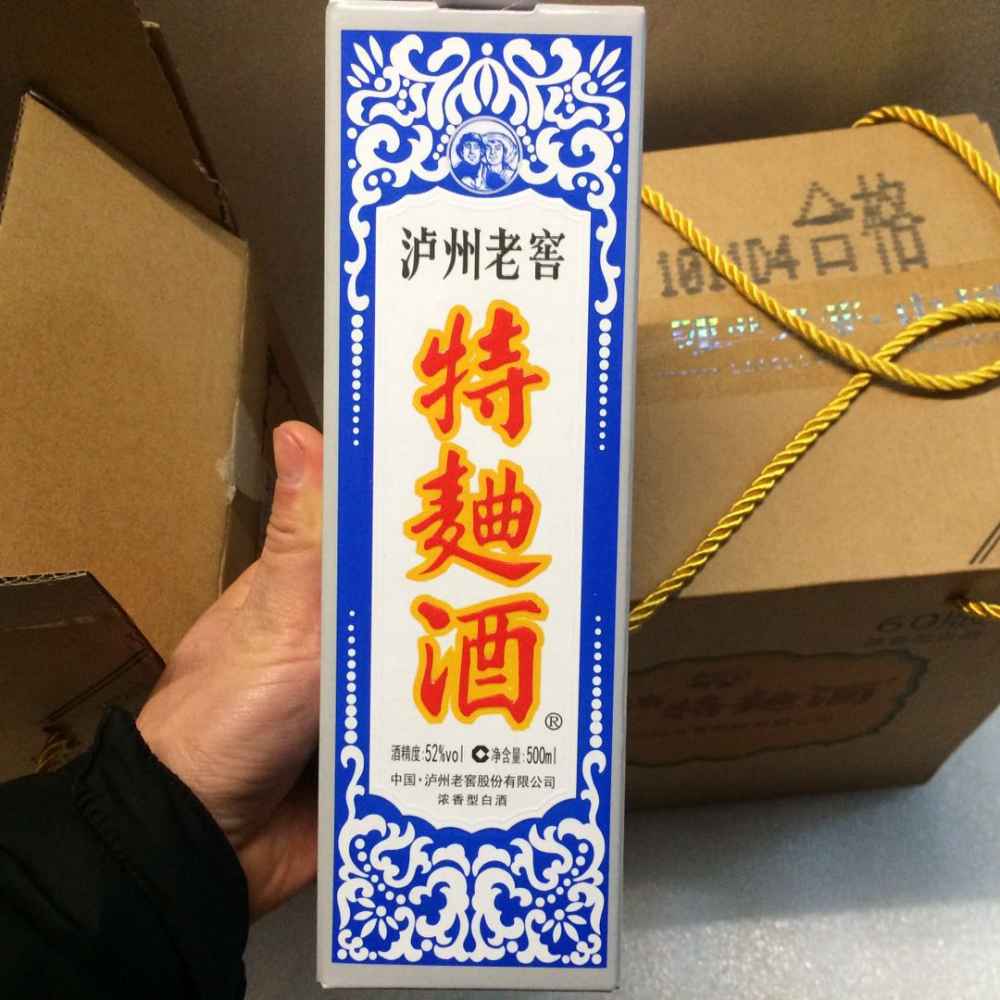 泸州老窖
特麯酒
®
酒精度:52%vol 净含量:500ml
中国·泸州老窖股份有限公司
浓香型白酒
合格